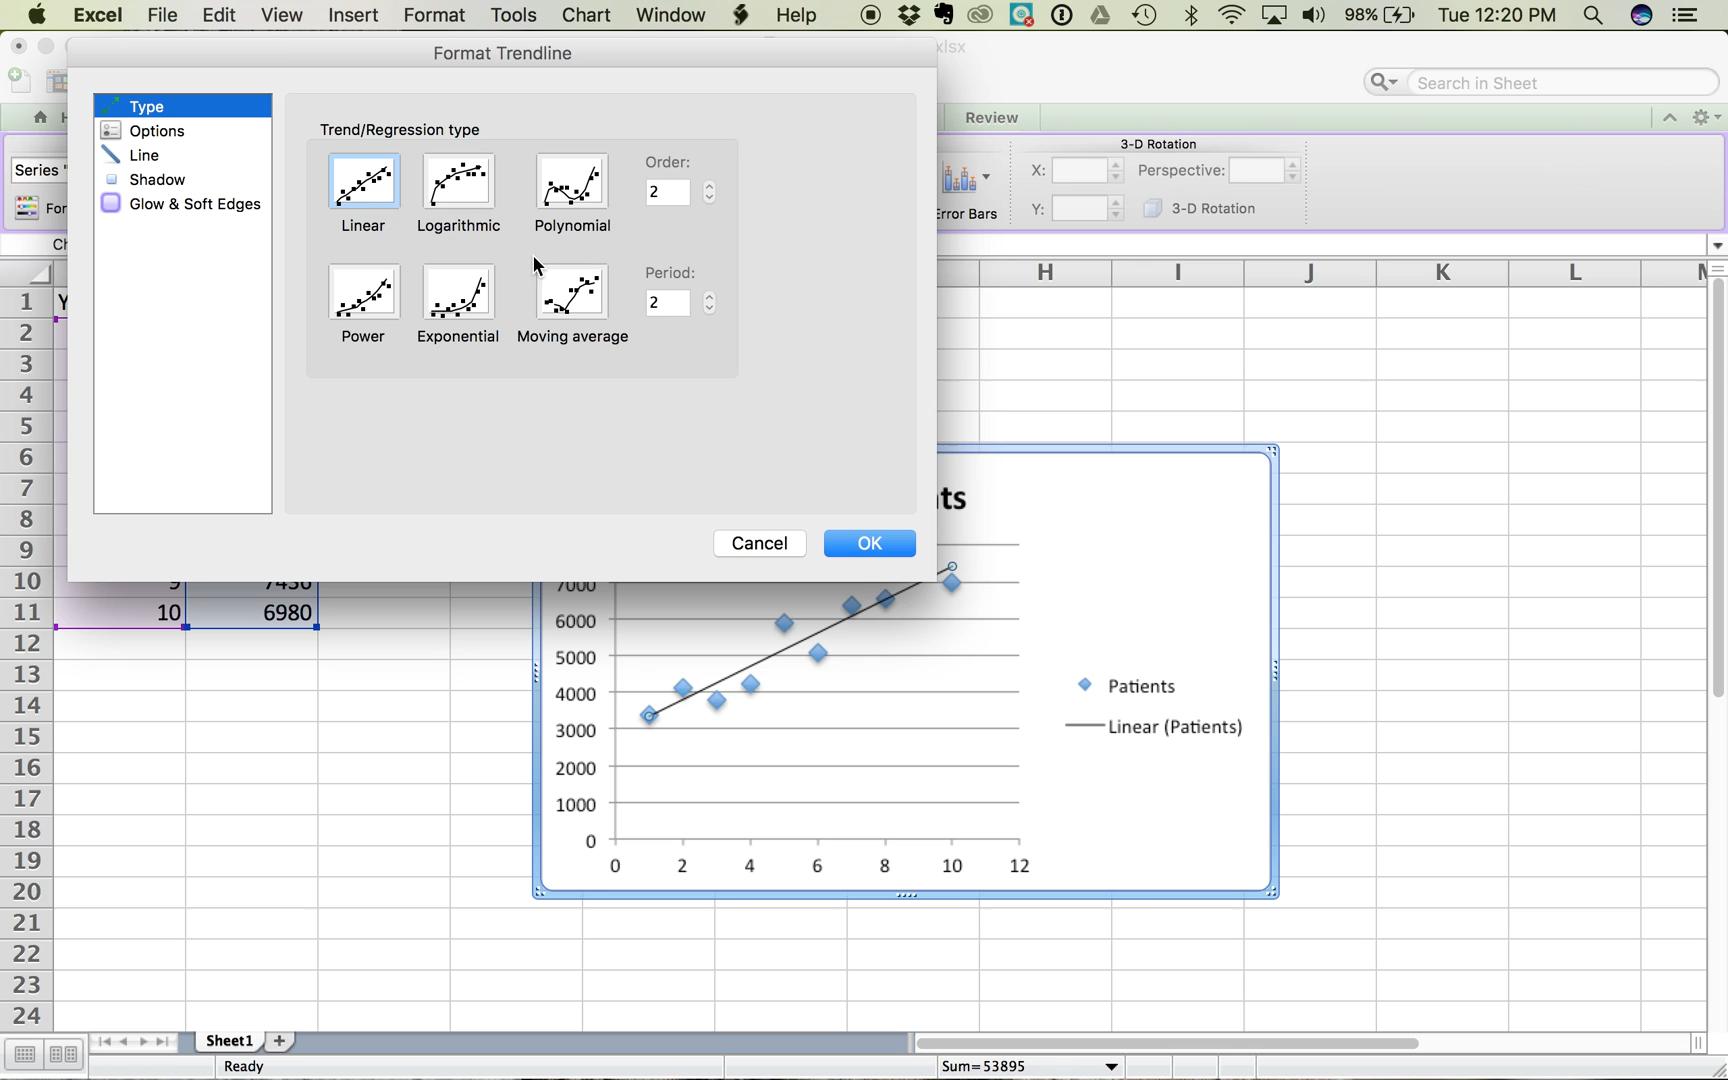 Excel File Edit View Insert Format Tools Chart Window Help 98% Tue 12:20 PM
Format Trendline
xlsx
Search in Sheet
Type
Options
Line
Shadow
Glow & Soft Edges
Trend/Regression type
Linear
Logarithmic
Polynomial
Order:
2
Power
Exponential
Moving average
Period:
2
Cancel
OK
Review
Series "
For
Error Bars
3-D Rotation
X:
Perspective:
Y:
3-D Rotation
Ch
H I J K L
1 Y
2
3
4
5
6
7
8
9
10 9 7436
11 10 6980
12
13
14
15
16
17
18
19
20
21
22
23
24
nts
7000
6000
5000
4000
3000
2000
1000
0
0 2 4 6 8 10 12
Patients
Linear (Patients)
Sheet1
Ready
Sum=53895